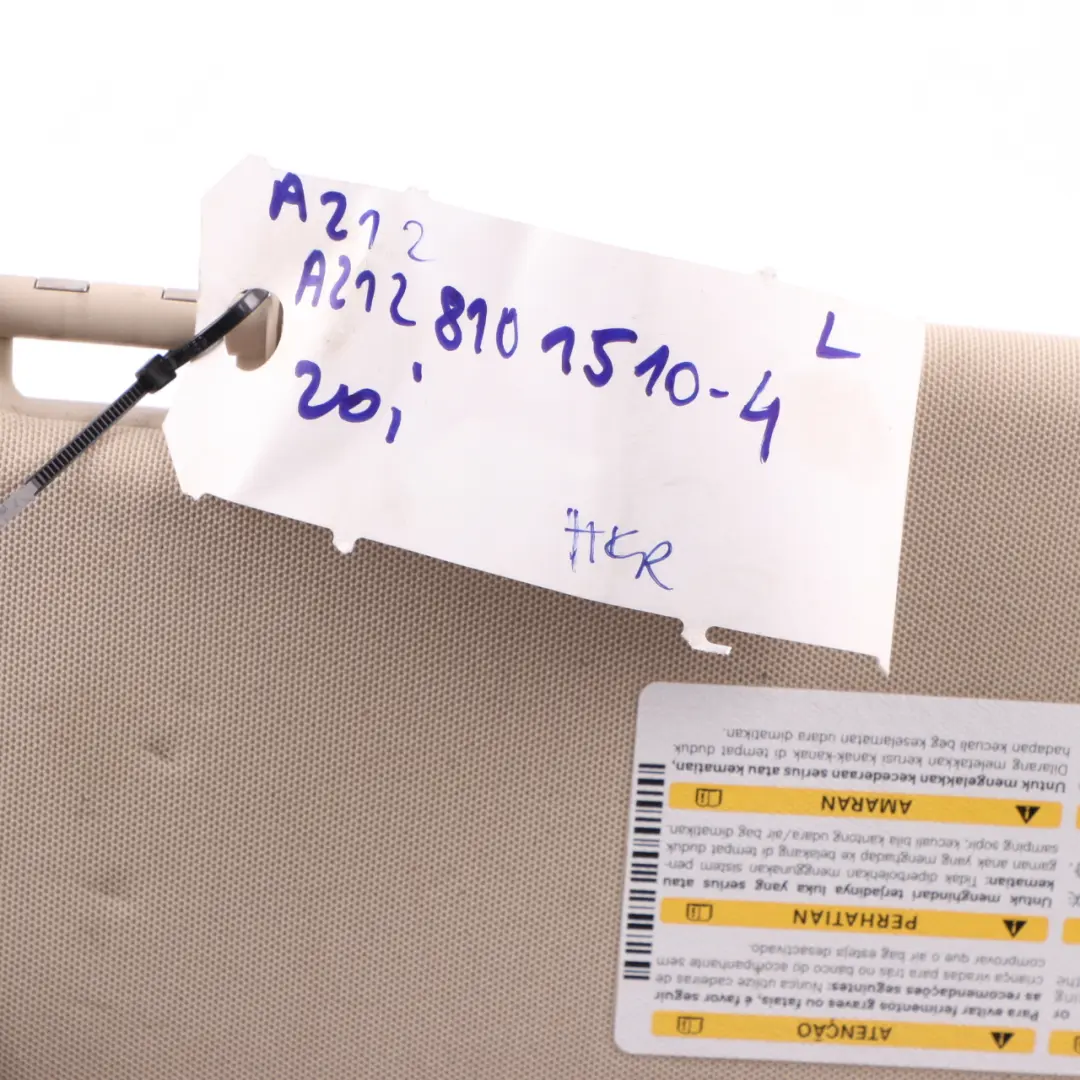 A212
A212 810 1510-4 L
20i
HKR
ATENÇÃO
Para evitar ferimentos graves ou fatais, é favor seguir
as recomendações seguintes: Nunca utilize cadeiras de
criança viradas para trás no banco do acompanhante sem
comprovar que o air bag esteja desactivado.
PERHATIAN
Untuk menghindari terjadinya luka yang serius atau
kematian: Tidak diperbolehkan menggunakan sistem pen-
gaman anak yang menghadap ke belakang di tempat duduk
samping sopir, kecuali bila kantong udara/air bag dimatikan.
AMARAN
Untuk mengelakkan kecederaan serius atau kematian,
Dilarang meletakkan kerusi kanak-kanak di tempat duduk
hadapan kecuali beg keselamatan udara dimatikan.
or
the